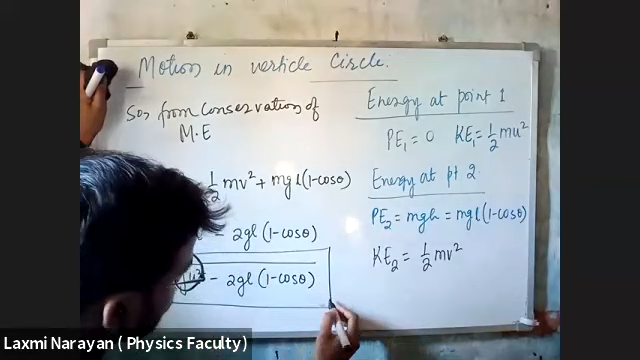 Motion in verticle Circle.
So, from conservation of
M.E
1/2 mv² + mgl(1-cosθ)
- 2gl (1-cosθ)
u² - 2gl (1-cosθ)
Energy at point 1
PE₁ = 0 KE₁ = 1/2 mu²
Energy at pt 2
PE₂ = mgh = mgl(1-cosθ)
KE₂ = 1/2 mv²
Laxmi Narayan ( Physics Faculty)